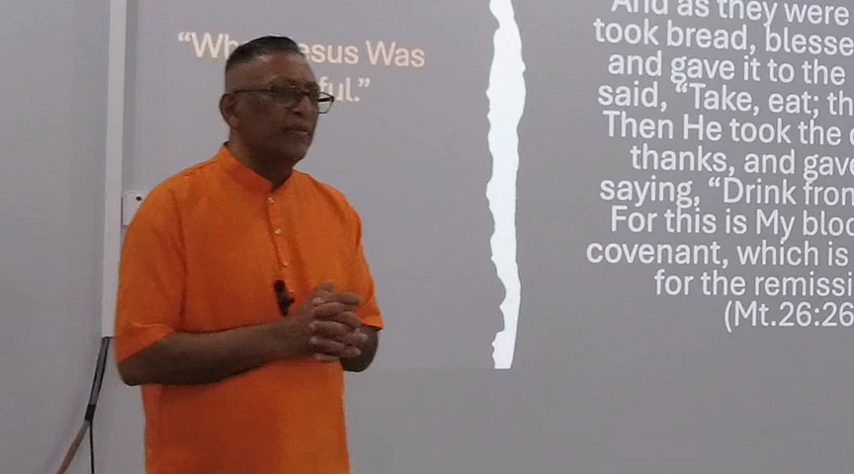 “Wh esus Was
ful.”
And as they were
took bread, blesse
and gave it to the
said, “Take, eat; th
Then He took the c
thanks, and gave
saying, “Drink from
For this is My bloo
covenant, which is
for the remissi
(Mt.26:26